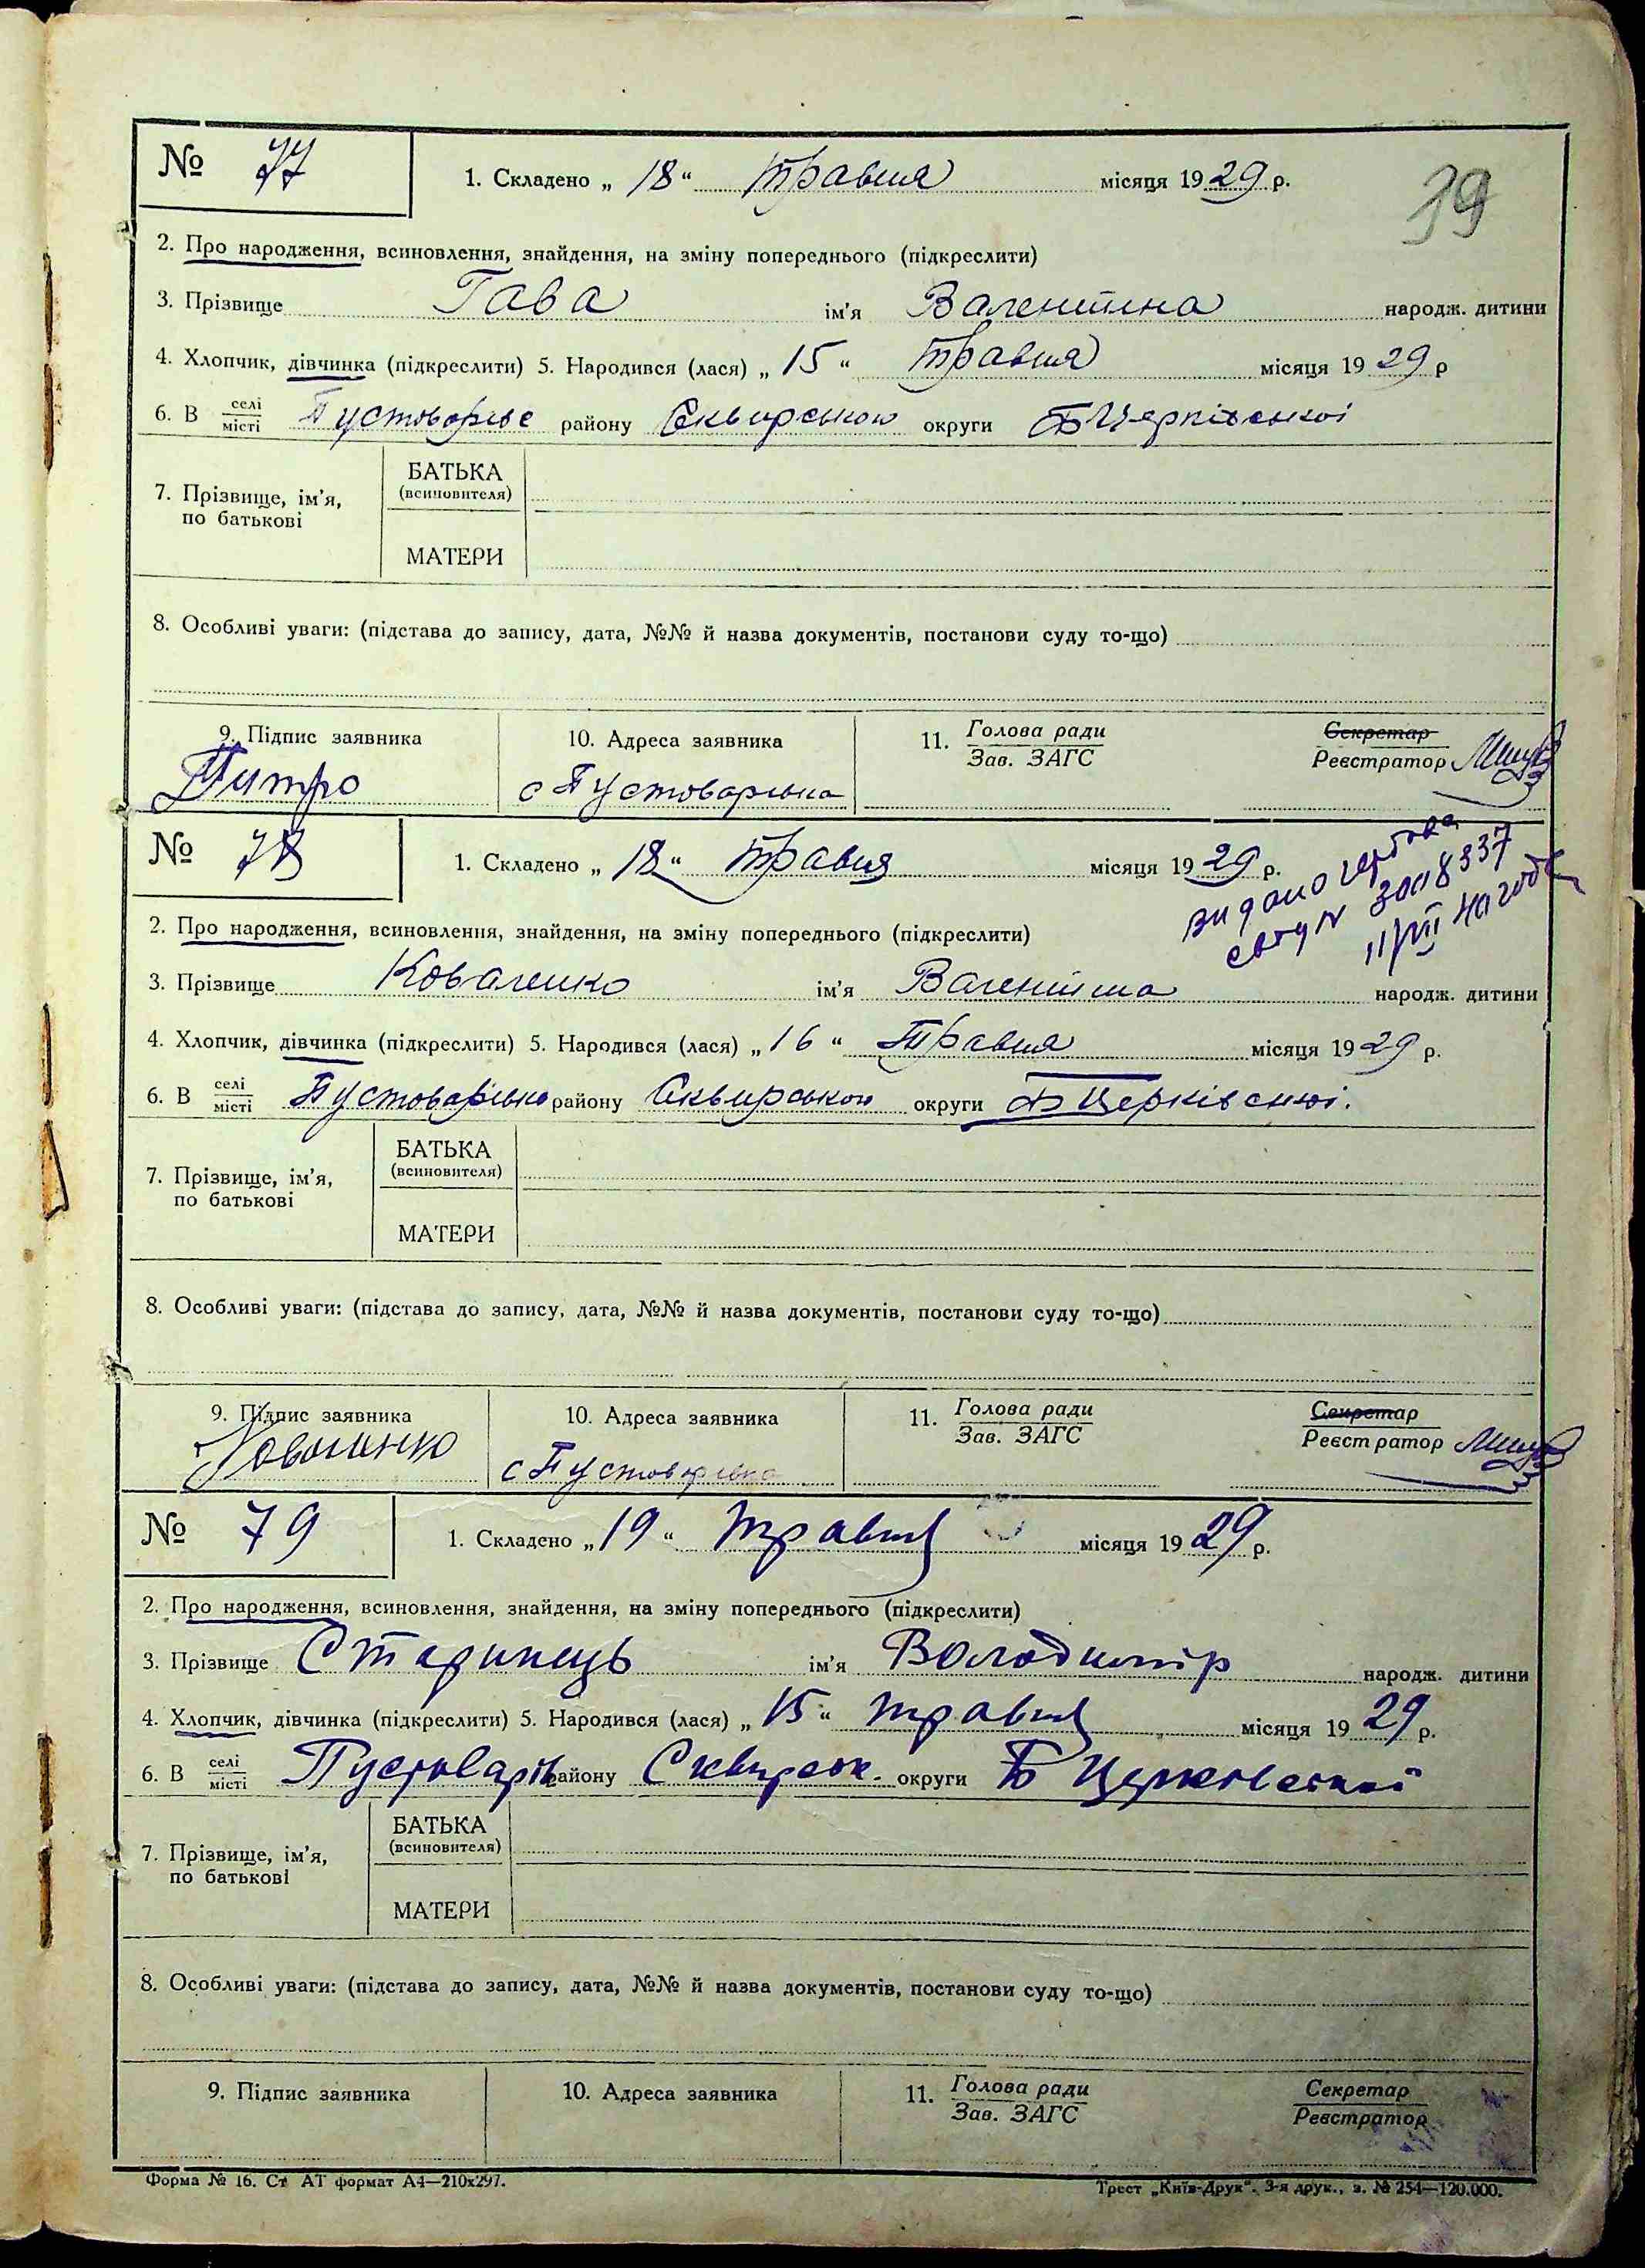 39
№ 77
1. Складено „ 18 “ травня місяця 1929 р.
2. Про народження, всиновлення, знайдення, на зміну попереднього (підкреслити)
3. Прізвище Гава ім'я Валентина народж. дитини
4. Хлопчик, дівчинка (підкреслити) 5. Народився (лася) „ 15 “ травня місяця 1929 р
6. В селі місті району Сквирського округи Б Церківської
7. Прізвище, ім'я, по батькові
БАТЬКА
(всиновителя)
МАТЕРИ
8. Особливі уваги: (підстава до запису, дата, №№ й назва документів, постанови суду то-що)
9. Підпис заявника 10. Адреса заявника 11. Голова ради Зав. ЗАГС Секретар Реєстратор
с Пустоварівка
№ 78
1. Складено „ 18 “ травня місяця 1929 р.
видано
3008337
2. Про народження, всиновлення, знайдення, на зміну попереднього (підкреслити)
3. Прізвище Коваленко ім'я Валентина народж. дитини
4. Хлопчик, дівчинка (підкреслити) 5. Народився (лася) „ 16 “ Травня місяця 1929 р.
6. В селі місті Пустоварівка району Сквирського округи Б Церківської.
7. Прізвище, ім'я, по батькові
БАТЬКА
(всиновителя)
МАТЕРИ
8. Особливі уваги: (підстава до запису, дата, №№ й назва документів, постанови суду то-що)
9. Підпис заявника 10. Адреса заявника 11. Голова ради Зав. ЗАГС Секретар Реєстратор
Коваленко с Пустоварівка
№ 79
1. Складено „ 19 “ травня місяця 1929 р.
2. Про народження, всиновлення, знайдення, на зміну попереднього (підкреслити)
3. Прізвище Старинець ім'я Володимір народж. дитини
4. Хлопчик, дівчинка (підкреслити) 5. Народився (лася) „ 15 “ травня місяця 1929 р.
6. В селі місті Пустоварів району Сквирськ. округи Б Церковської
7. Прізвище, ім'я, по батькові
БАТЬКА
(всиновителя)
МАТЕРИ
8. Особливі уваги: (підстава до запису, дата, №№ й назва документів, постанови суду то-що)
9. Підпис заявника 10. Адреса заявника 11. Голова ради Зав. ЗАГС Секретар Реєстратор
Форма № 16. Ст АТ формат А4—210х297. Трест „Київ-Друк“. 3-я друк., з. № 254—120.000.